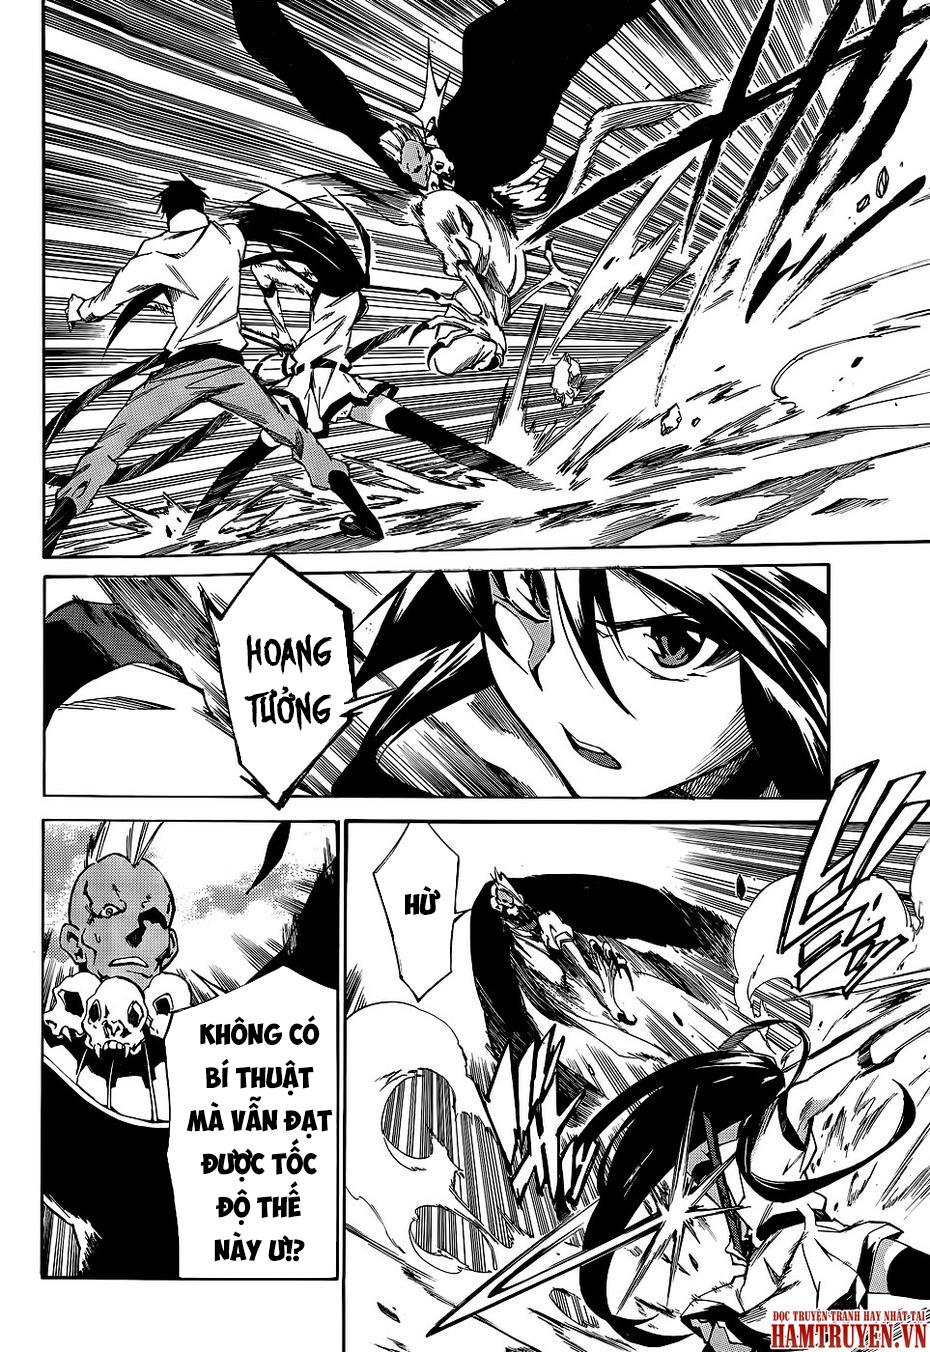 HOANG
TƯỞNG
HỪ
KHÔNG CÓ
BÍ THUẬT
MÀ VẪN ĐẠT
ĐƯỢC TỐC
ĐỘ THẾ
NÀY Ư!?
ĐỌC TRUYỆN TRANH HAY NHẤT TẠI
HAMTRUYEN.VN